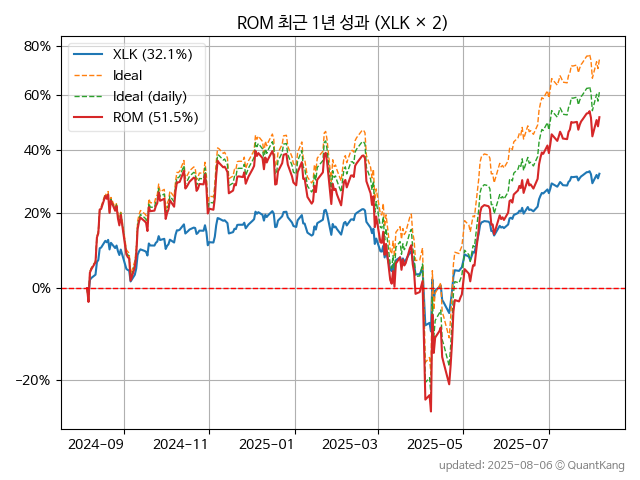 ROM 최근 1년 성과 (XLK × 2)
80%
60%
40%
20%
0%
−20%
XLK (32.1%)
Ideal
Ideal (daily)
ROM (51.5%)
2024−09
2024−11
2025−01
2025−03
2025−05
2025−07
updated: 2025-08-06 © QuantKang